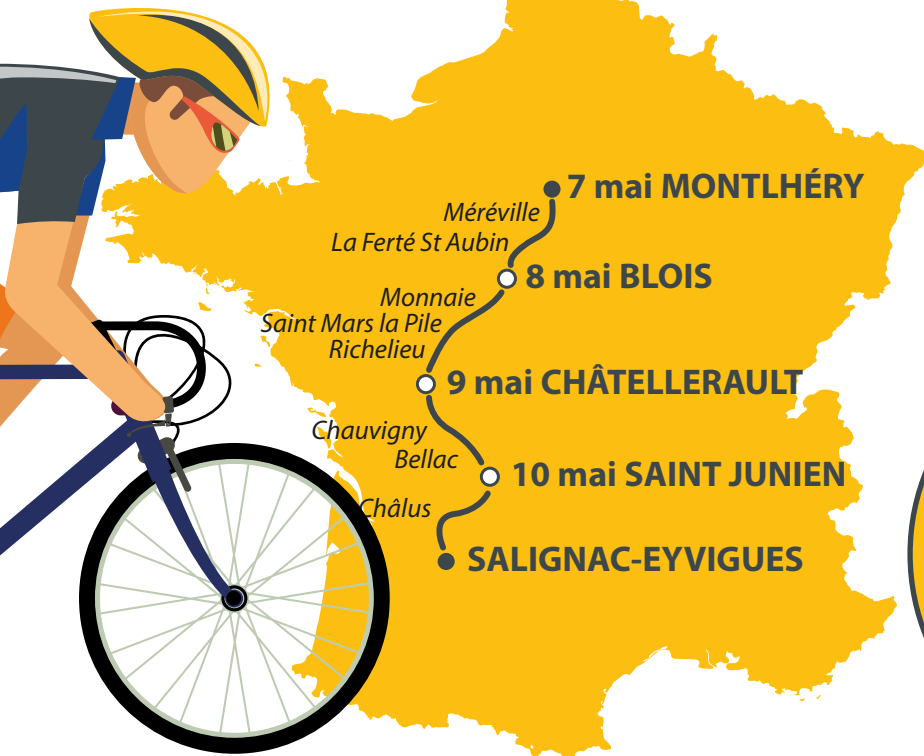 7 mai MONTLHÉRY
Méréville
La Ferté St Aubin
8 mai BLOIS
Monnaie
Saint Mars la Pile
Richelieu
9 mai CHÂTELLERAULT
Chauvigny
Bellac
10 mai SAINT JUNIEN
Châlus
SALIGNAC-EYVIGUES